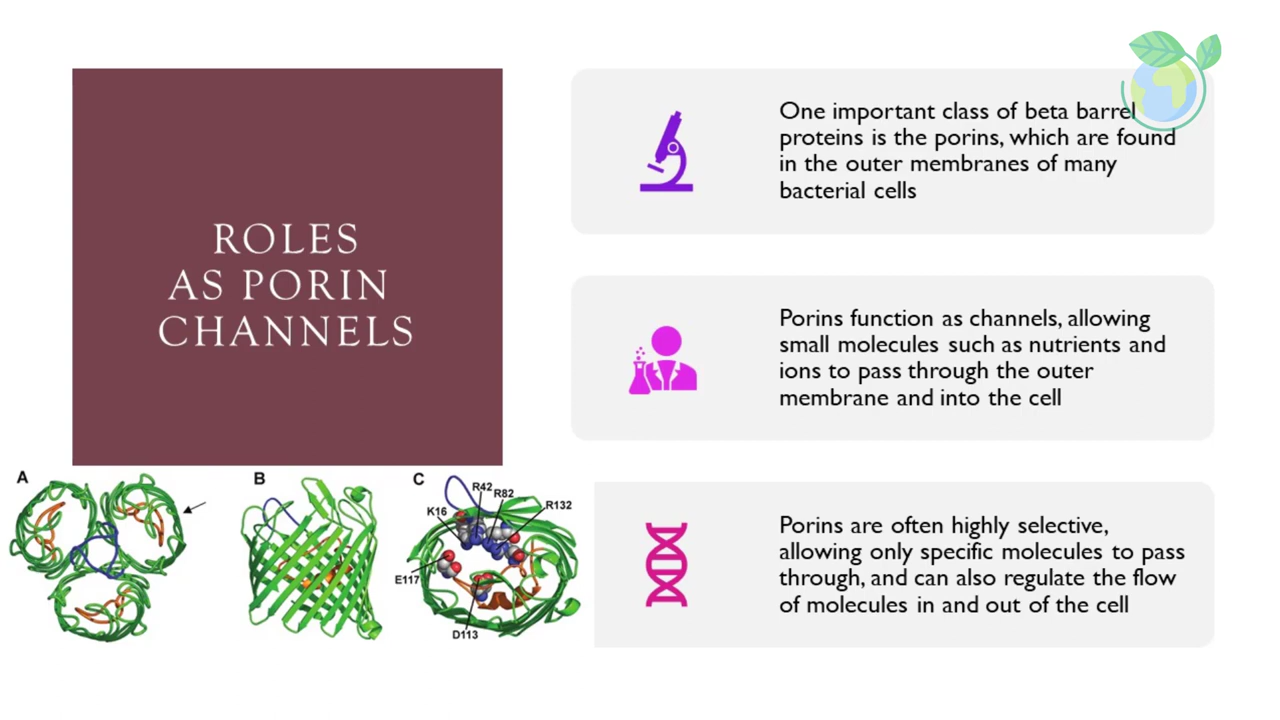 ROLES
AS PORIN
CHANNELS
One important class of beta barrel
proteins is the porins, which are found
in the outer membranes of many
bacterial cells
Porins function as channels, allowing
small molecules such as nutrients and
ions to pass through the outer
membrane and into the cell
Porins are often highly selective,
allowing only specific molecules to pass
through, and can also regulate the flow
of molecules in and out of the cell
A
B
C
R42
R82
K16
R132
E117
D113